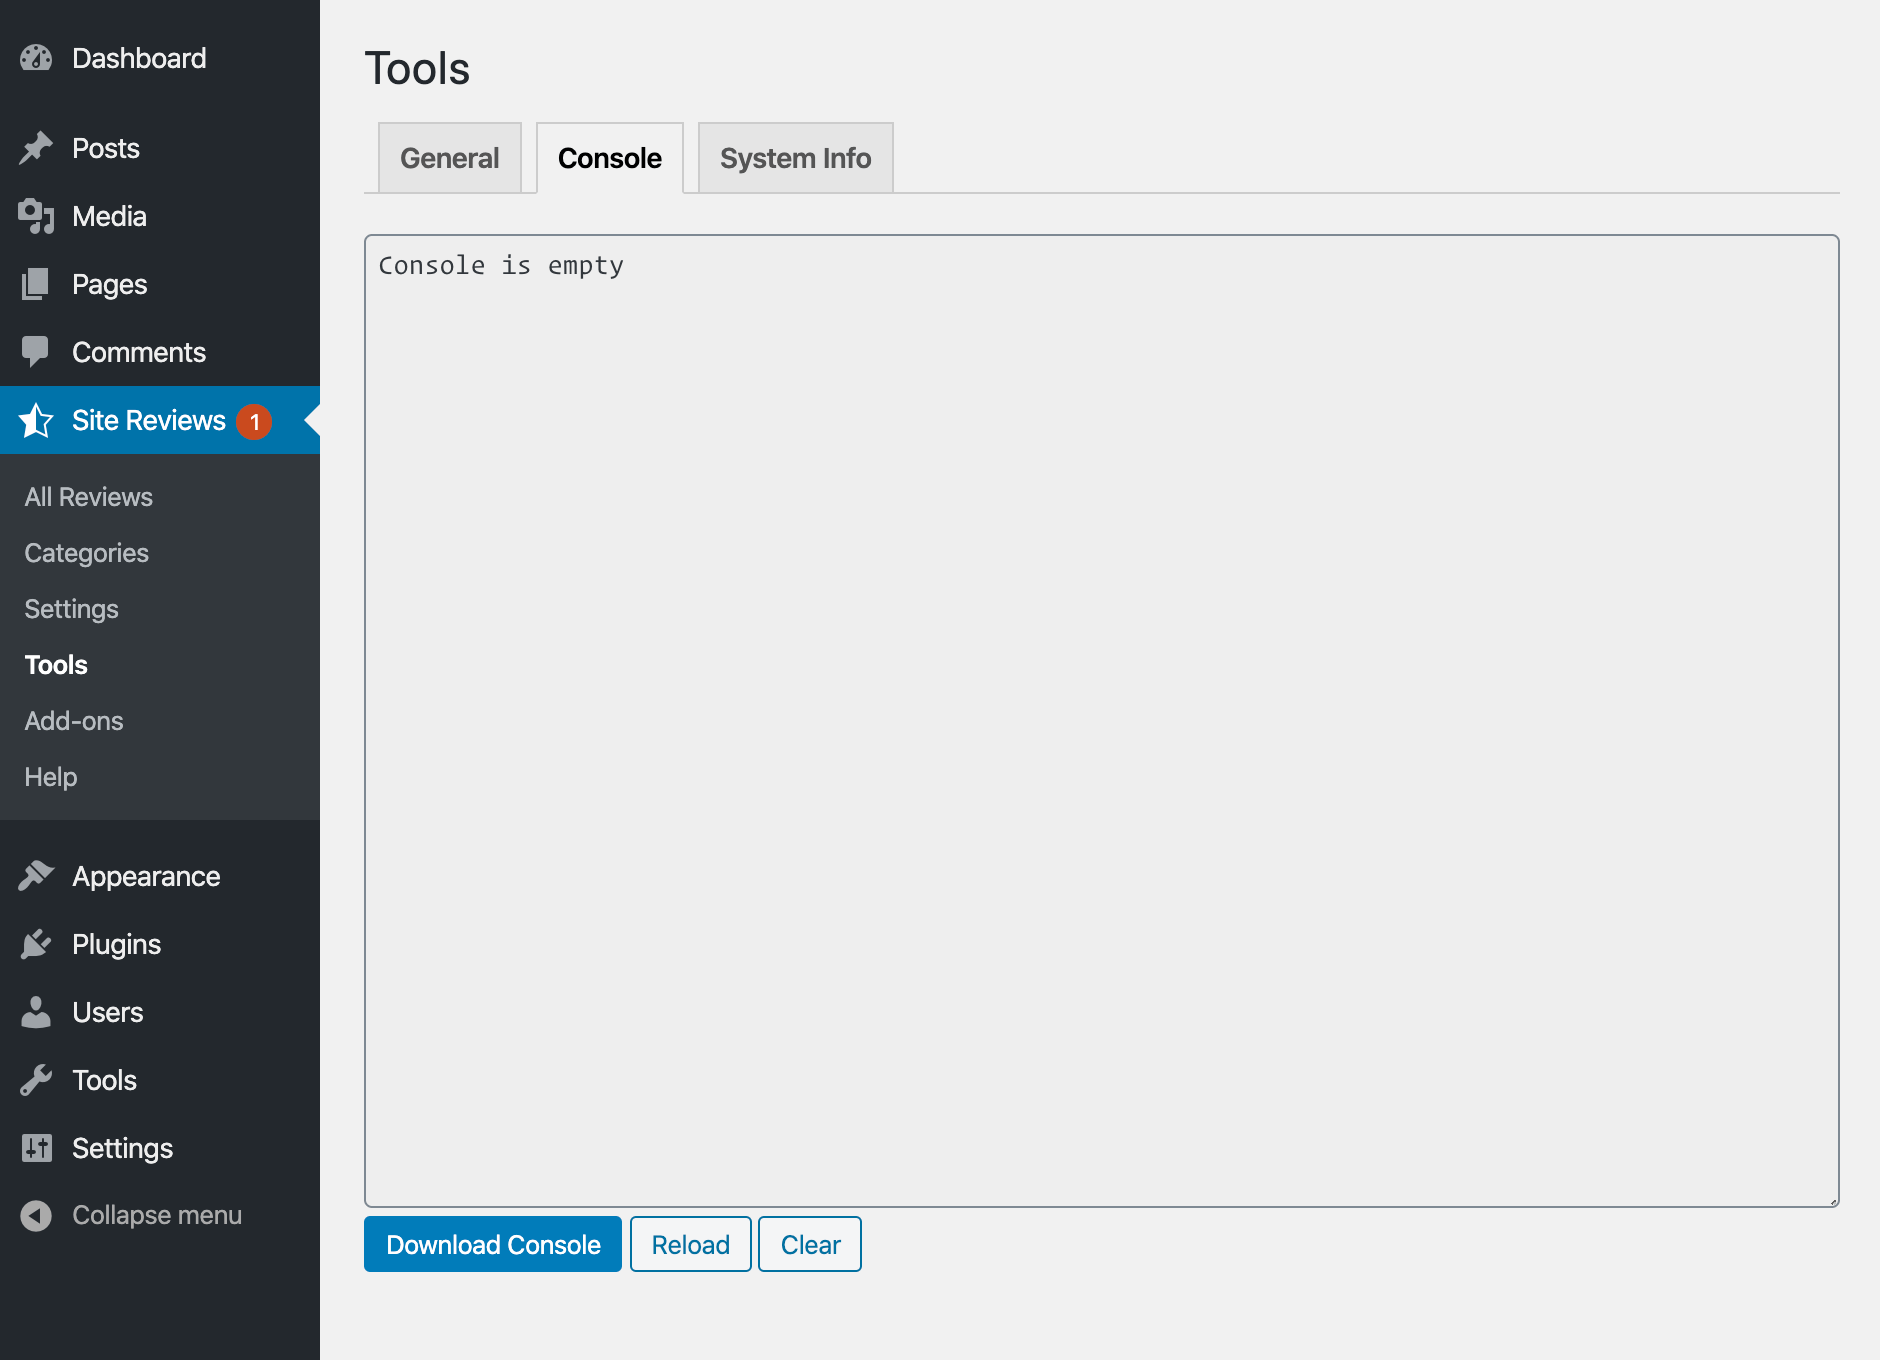 Dashboard
Posts
Media
Pages
Comments
Site Reviews 1
All Reviews
Categories
Settings
Tools
Add-ons
Help
Appearance
Plugins
Users
Tools
Settings
Collapse menu
Tools
General Console System Info
Console is empty
Download Console Reload Clear